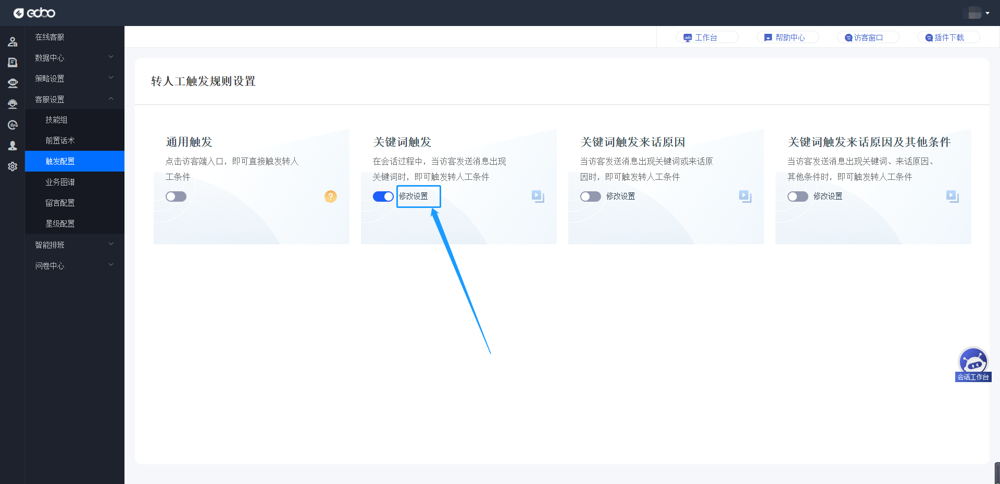 ecbo
在线客服
数据中心
策略设置
客服设置
技能组
前置话术
触发配置
业务图谱
留言配置
星级配置
智能排班
问卷中心
工作台
帮助中心
访客窗口
插件下载
转人工触发规则设置
通用触发
点击访客端入口，即可直接触发转人
工条件
关键词触发
在会话过程中，当访客发送消息出现
关键词时，即可触发转人工条件
修改设置
关键词触发来话原因
当访客发送消息出现关键词或来话原
因时，即可触发转人工条件
修改设置
关键词触发来话原因及其他条件
当访客发送消息出现关键词、来话原因、
其他条件时，即可触发转人工条件
修改设置
会话工作台